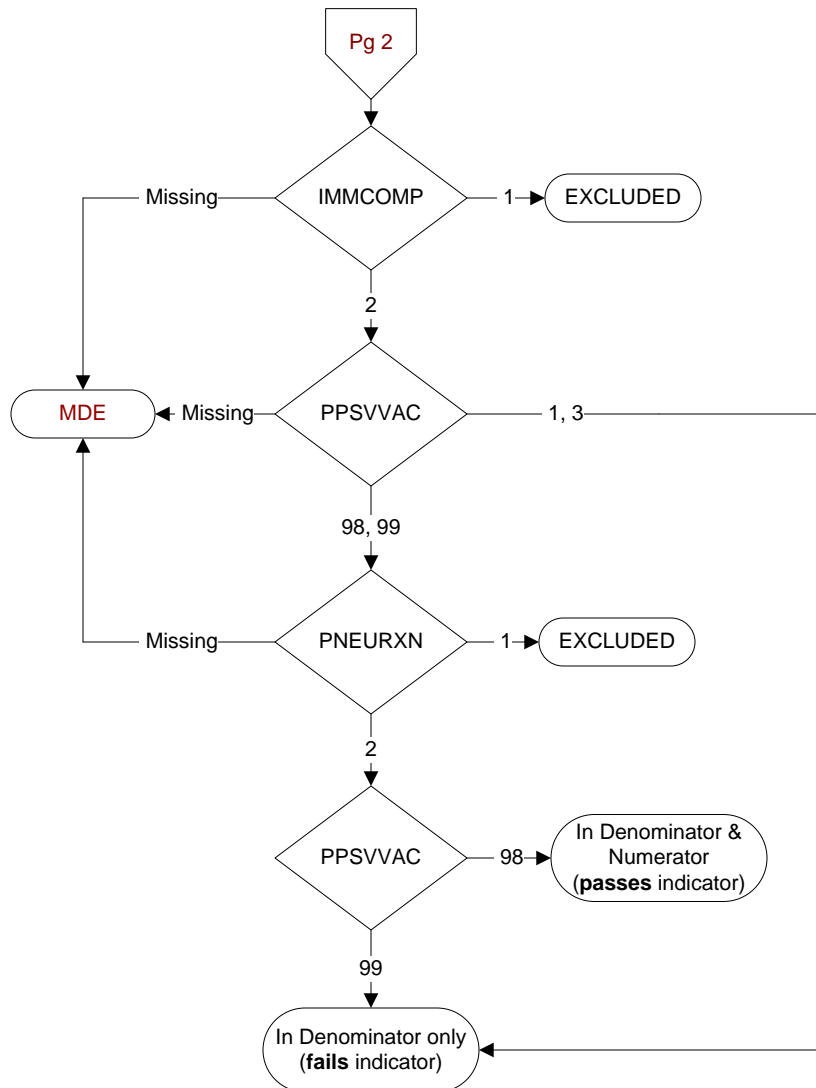 Pg 2
Missing
IMMCOMP
1
EXCLUDED
2
MDE
Missing
PPSVVAC
1, 3
98, 99
Missing
PNEURXN
1
EXCLUDED
2
PPSVVAC
98
In Denominator &
Numerator
(passes indicator)
99
In Denominator only
(fails indicator)